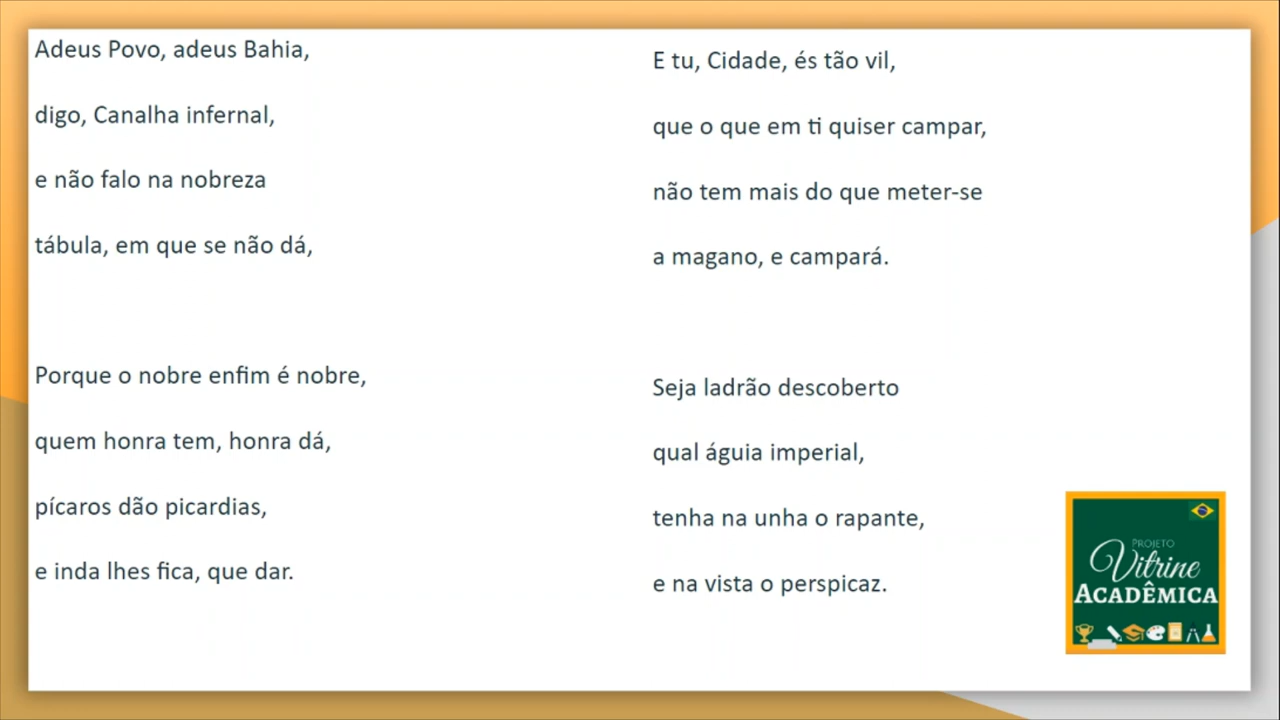 Adeus Povo, adeus Bahia,
digo, Canalha infernal,
e não falo na nobreza
tábula, em que se não dá,
Porque o nobre enfim é nobre,
quem honra tem, honra dá,
pícaros dão picardias,
e inda lhes fica, que dar.
E tu, Cidade, és tão vil,
que o que em ti quiser campar,
não tem mais do que meter-se
a magano, e campará.
Seja ladrão descoberto
qual águia imperial,
tenha na unha o rapante,
e na vista o perspicaz.
PROJETO
Vitrine
ACADÊMICA